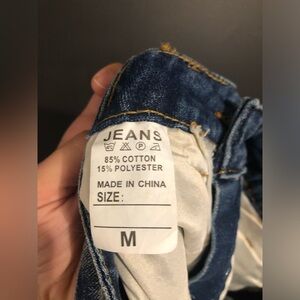 JEANS
85% COTTON
15% POLYESTER
MADE IN CHINA
SIZE:
M